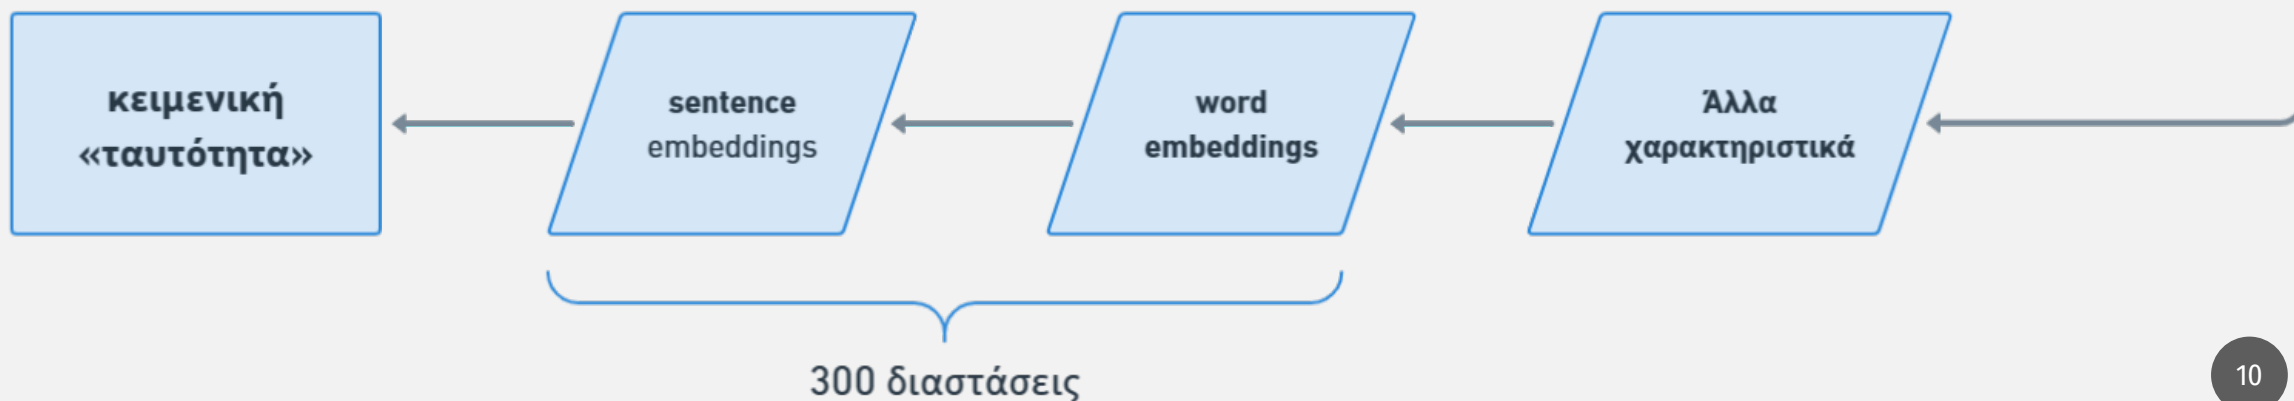 κειμενική
«ταυτότητα»
sentence
embeddings
word
embeddings
Άλλα
χαρακτηριστικά
300 διαστάσεις
10